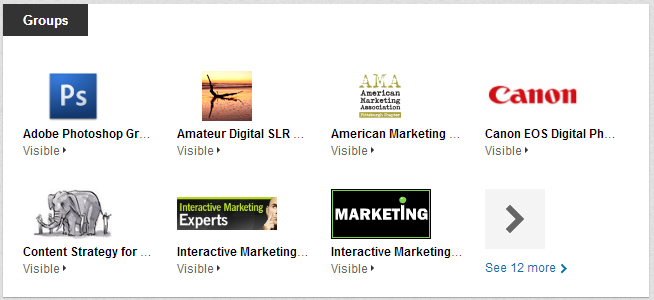 Groups
Ps
AMA
American
Marketing
Association
Pittsburgh Chapter
Canon
Adobe Photoshop Gr...
Amateur Digital SLR ...
American Marketing ...
Canon EOS Digital Ph...
Visible
Visible
Visible
Visible
Interactive Marketing
Experts
MARKETING
Content Strategy for ...
Interactive Marketing...
Interactive Marketing...
See 12 more
Visible
Visible
Visible